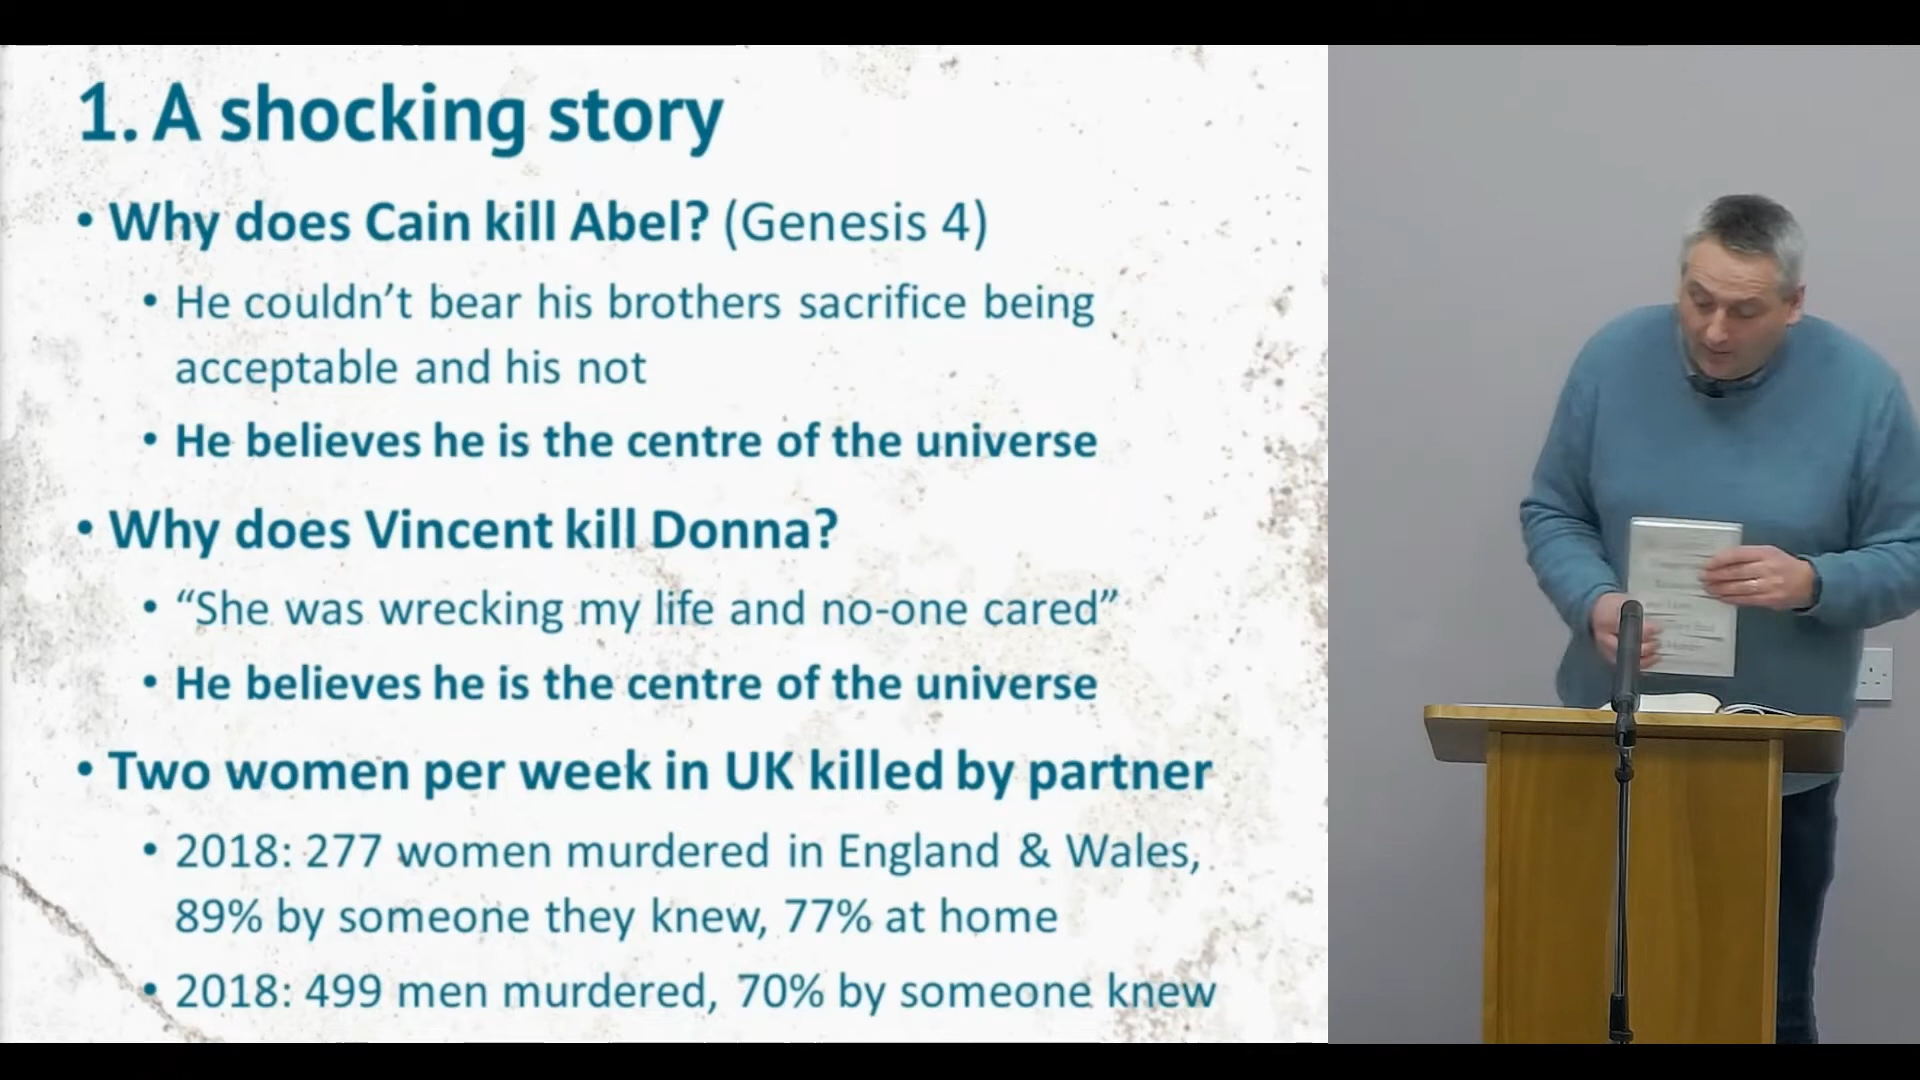 1. A shocking story
• Why does Cain kill Abel? (Genesis 4)
• He couldn’t bear his brothers sacrifice being
acceptable and his not
• He believes he is the centre of the universe
• Why does Vincent kill Donna?
• “She was wrecking my life and no-one cared”
• He believes he is the centre of the universe
• Two women per week in UK killed by partner
• 2018: 277 women murdered in England & Wales,
89% by someone they knew, 77% at home
• 2018: 499 men murdered, 70% by someone knew